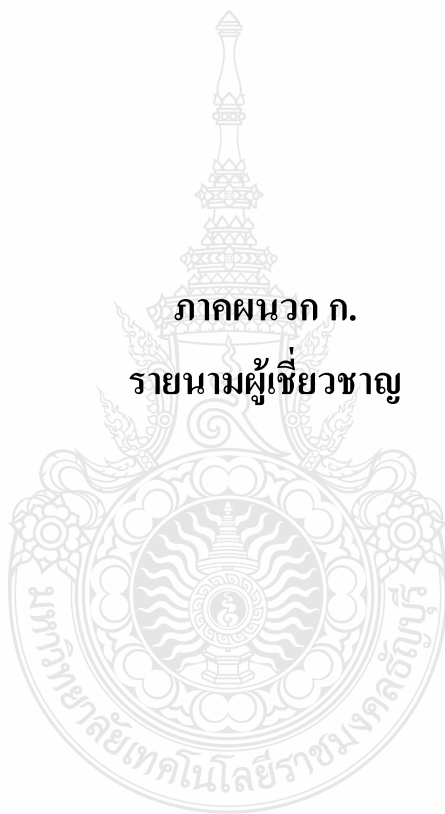 ภาคผนวก ก.
รายนามผู้เชี่ยวชาญ
มหาวิทยาลัยเทคโนโลยีราชมงคลธัญบุรี